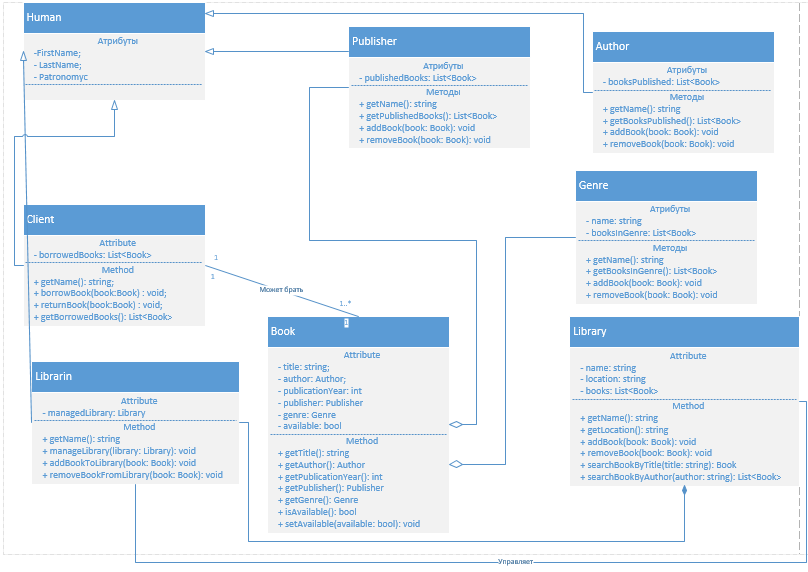 Human
Атрибуты
-FirstName;
- LastName;
- Patronomyc
Publisher
Атрибуты
- publishedBooks: List<Book>
Методы
+ getName(): string
+ getPublishedBooks(): List<Book>
+ addBook(book: Book): void
+ removeBook(book: Book): void
Author
Атрибуты
- booksPublished: List<Book>
Методы
+ getName(): string
+ getBooksPublished(): List<Book>
+ addBook(book: Book): void
+ removeBook(book: Book): void
Genre
Атрибуты
- name: string
- booksInGenre: List<Book>
Методы
+ getName(): string
+ getBooksInGenre(): List<Book>
+ addBook(book: Book): void
+ removeBook(book: Book): void
Client
Attribute
- borrowedBooks: List<Book>
Method
+ getName(): string;
+ borrowBook(book:Book) : void;
+ returnBook(book:Book) : void;
+ getBorrowedBooks(): List<Book>
1
1
Может брать
1..*
1
Book
Attribute
- title: string;
- author: Author;
- publicationYear: int
- publisher: Publisher
- genre: Genre
- available: bool
Method
+ getTitle(): string
+ getAuthor(): Author
+ getPublicationYear(): int
+ getPublisher(): Publisher
+ getGenre(): Genre
+ isAvailable(): bool
+ setAvailable(available: bool): void
Library
Attribute
- name: string
- location: string
- books: List<Book>
Method
+ getName(): string
+ getLocation(): string
+ addBook(book: Book): void
+ removeBook(book: Book): void
+ searchBookByTitle(title: string): Book
+ searchBookByAuthor(author: string): List<Book>
Librarin
Attribute
- managedLibrary: Library
Method
+ getName(): string
+ manageLibrary(library: Library): void
+ addBookToLibrary(book: Book): void
+ removeBookFromLibrary(book: Book): void
Управляет